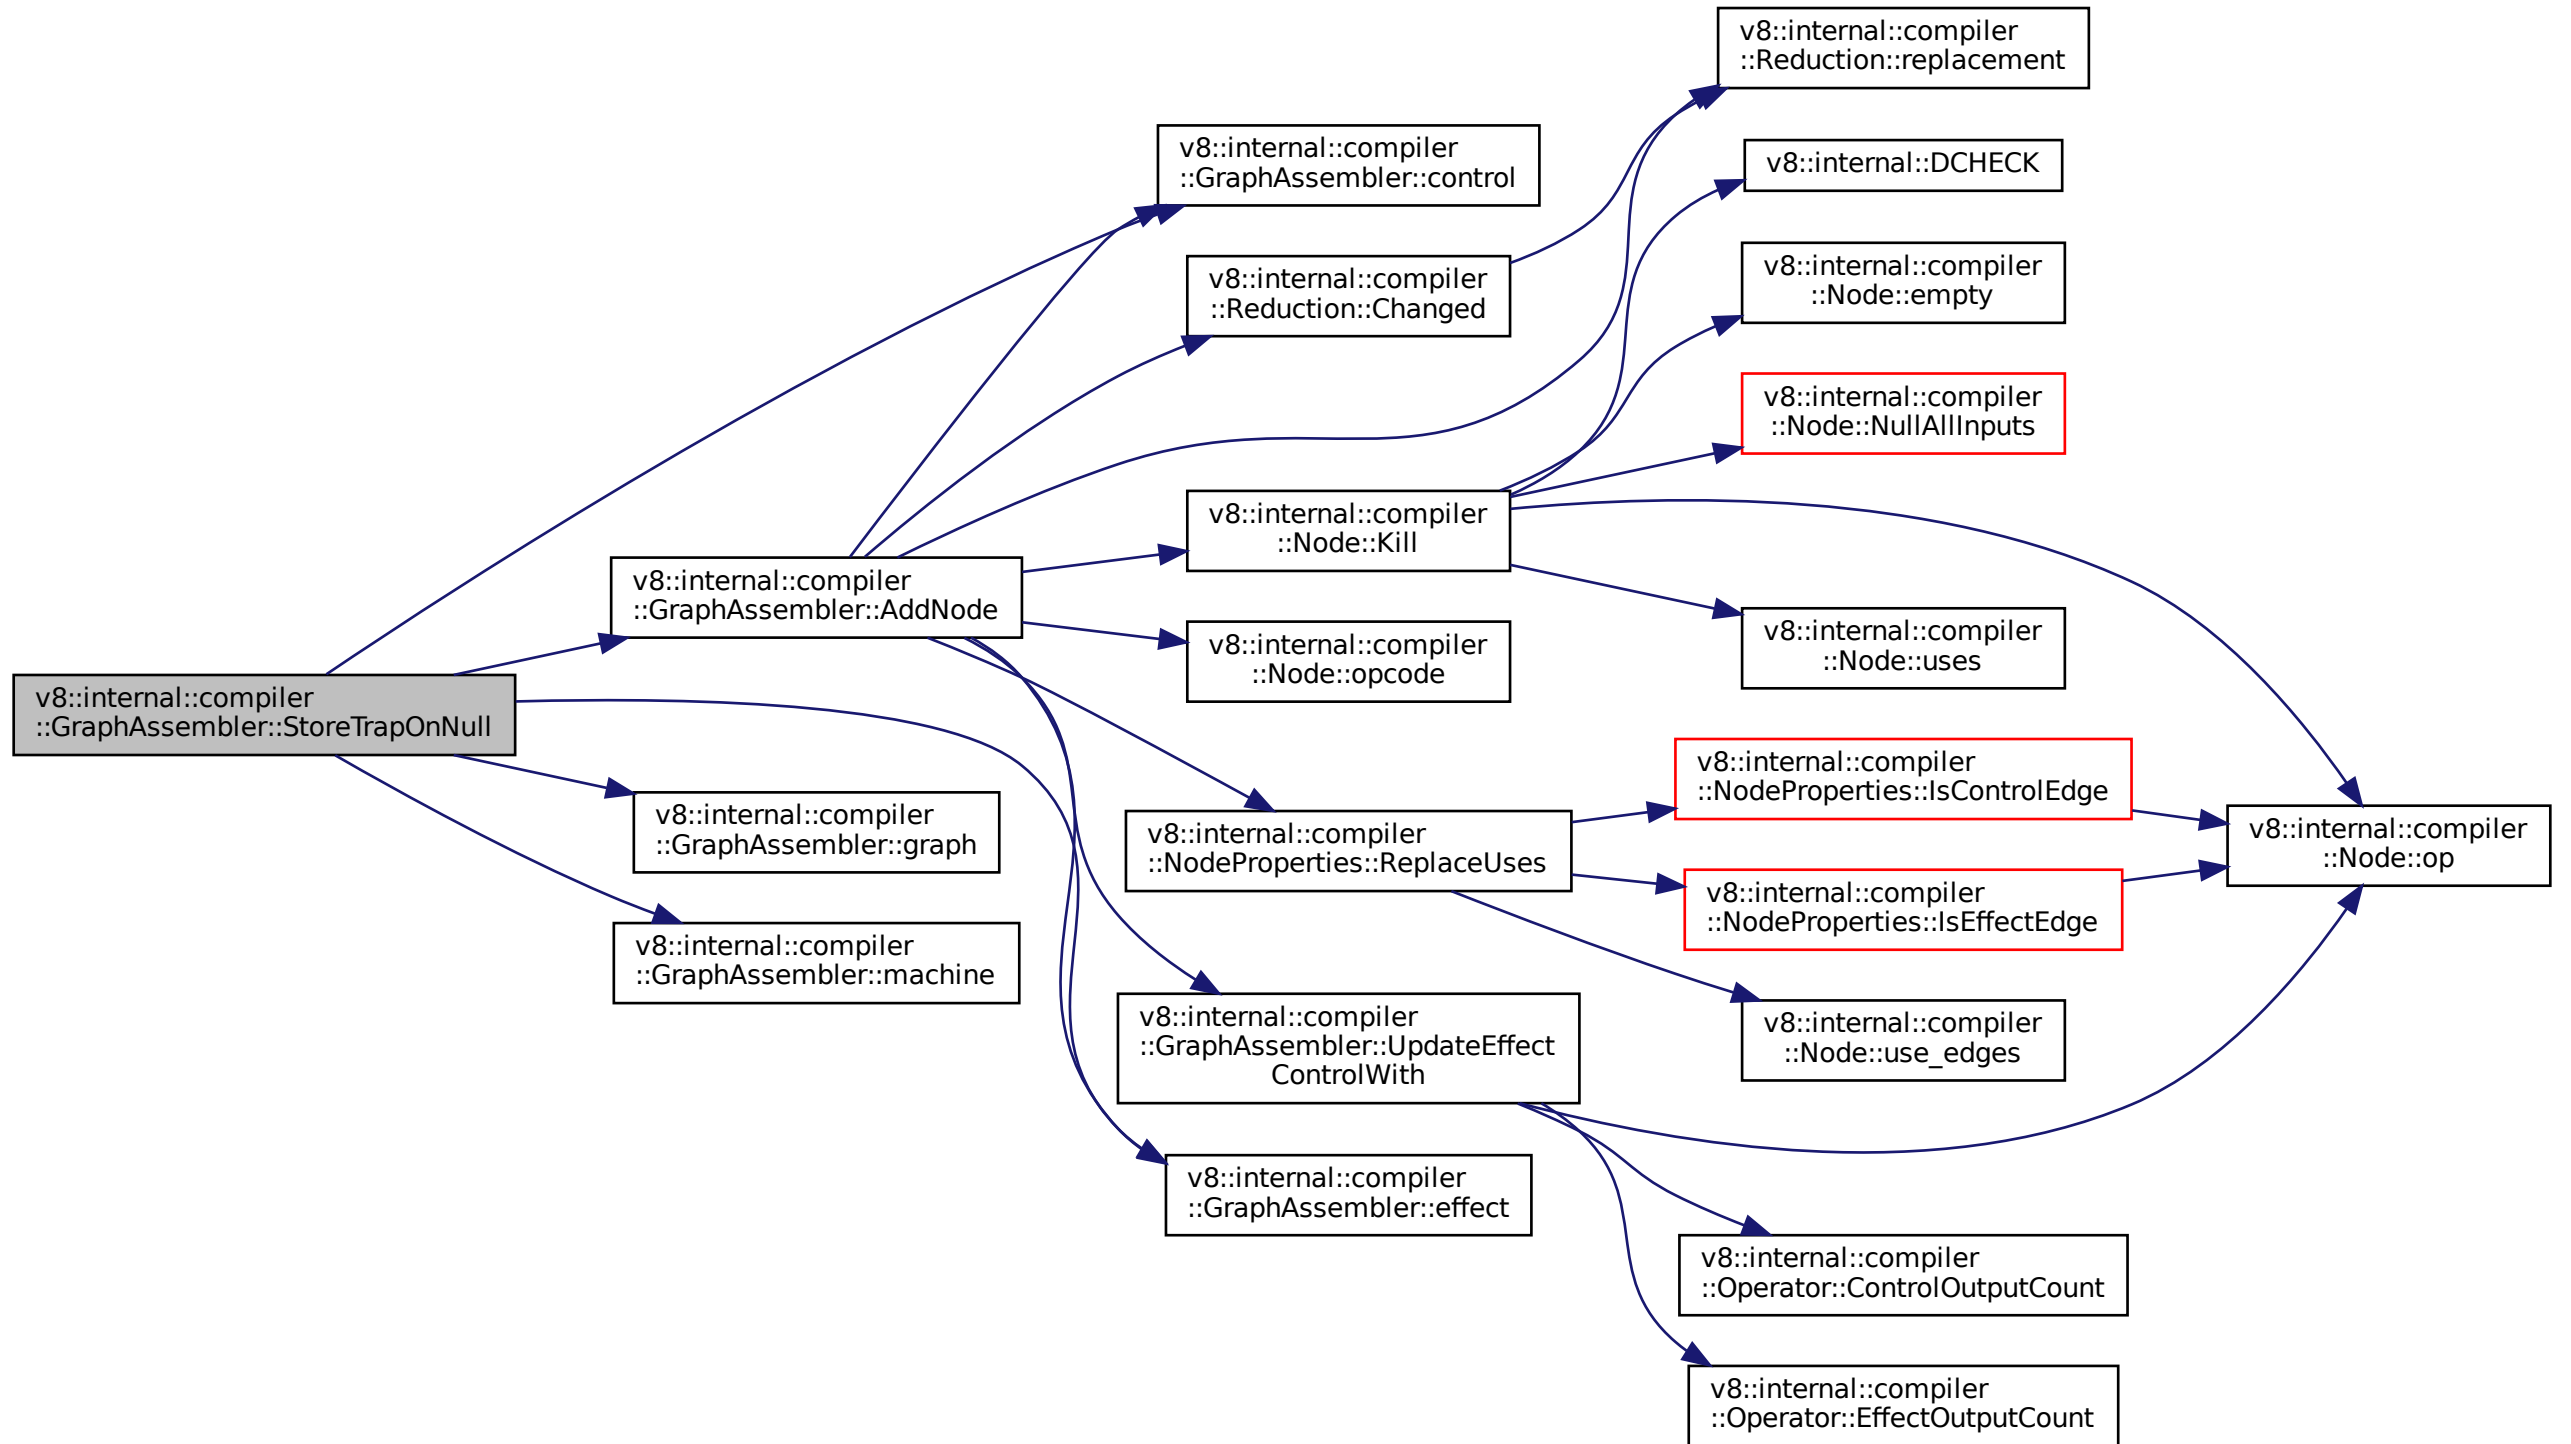 v8::internal::compiler
::GraphAssembler::StoreTrapOnNull
v8::internal::compiler
::GraphAssembler::AddNode
v8::internal::compiler
::GraphAssembler::graph
v8::internal::compiler
::GraphAssembler::machine
v8::internal::compiler
::GraphAssembler::control
v8::internal::compiler
::Reduction::Changed
v8::internal::compiler
::Node::Kill
v8::internal::compiler
::Node::opcode
v8::internal::compiler
::NodeProperties::ReplaceUses
v8::internal::compiler
::GraphAssembler::UpdateEffect
ControlWith
v8::internal::compiler
::GraphAssembler::effect
v8::internal::compiler
::Reduction::replacement
v8::internal::DCHECK
v8::internal::compiler
::Node::empty
v8::internal::compiler
::Node::NullAllInputs
v8::internal::compiler
::Node::uses
v8::internal::compiler
::NodeProperties::IsControlEdge
v8::internal::compiler
::NodeProperties::IsEffectEdge
v8::internal::compiler
::Node::use_edges
v8::internal::compiler
::Operator::ControlOutputCount
v8::internal::compiler
::Operator::EffectOutputCount
v8::internal::compiler
::Node::op